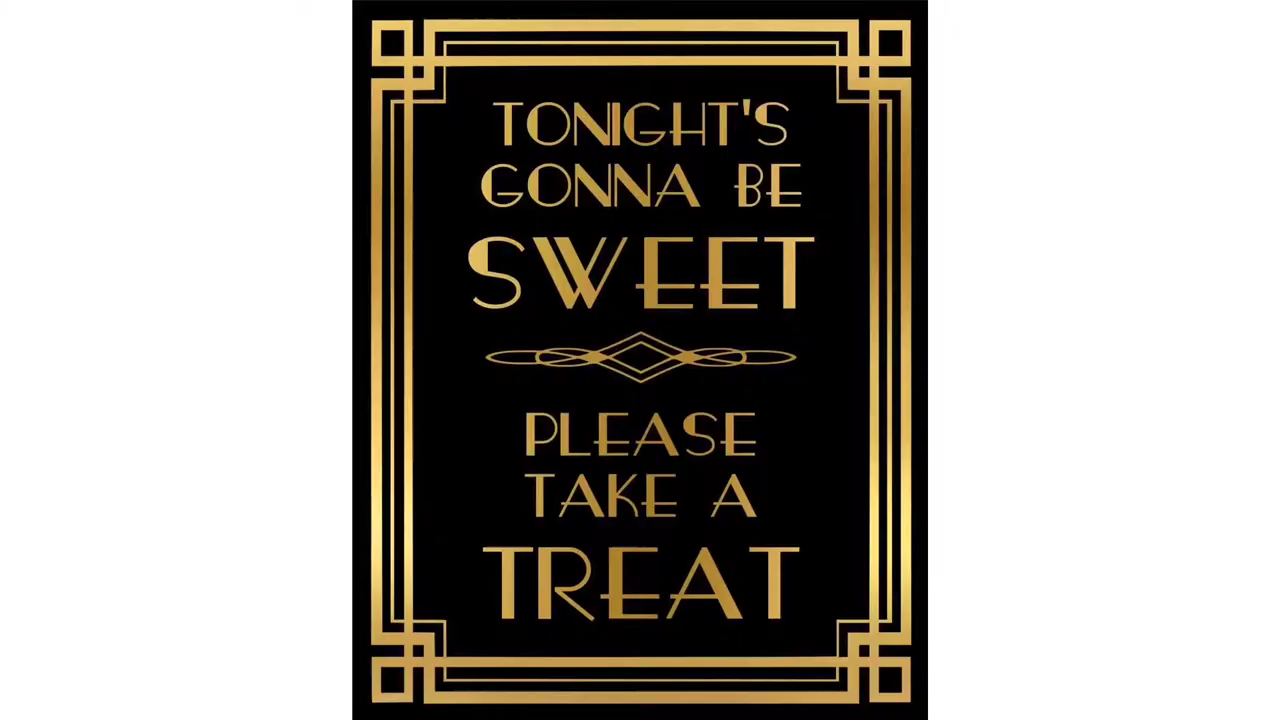 TONIGHT'S
GONNA BE
SWEET
PLEASE
TAKE A
TREAT